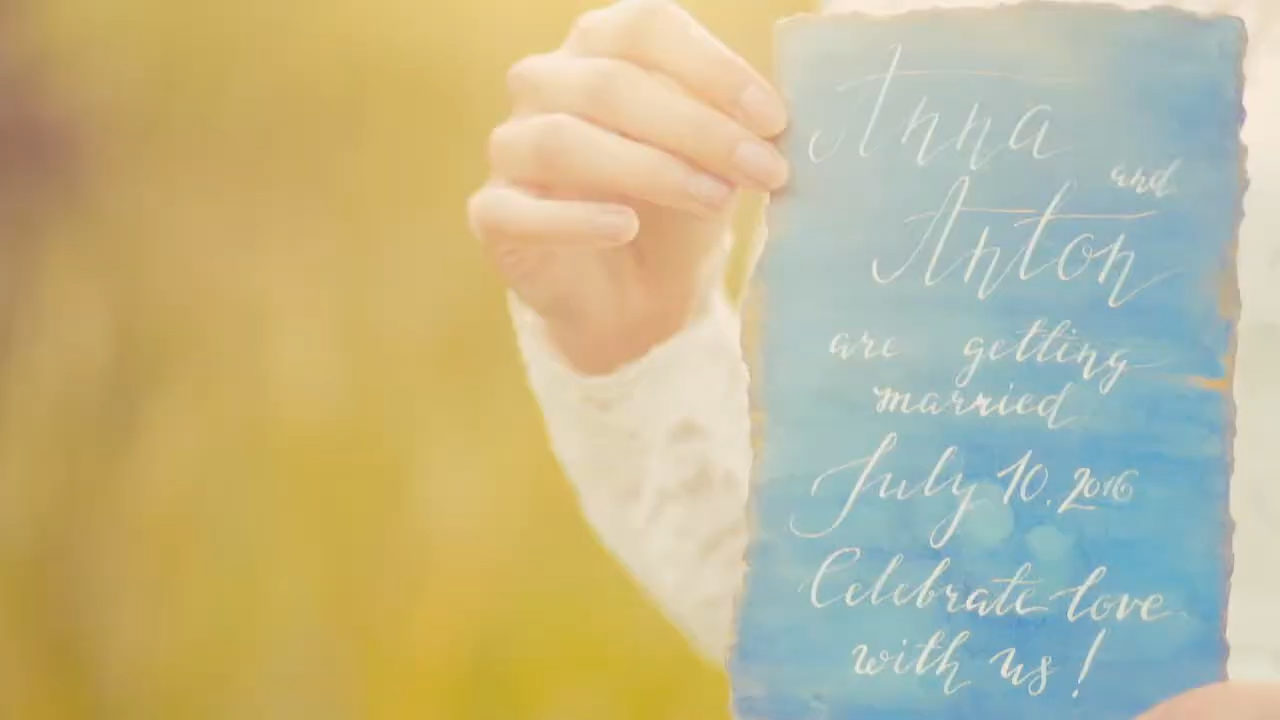 Anna
and
Anton
are getting
married
July 10, 2016
Celebrate love
with us!